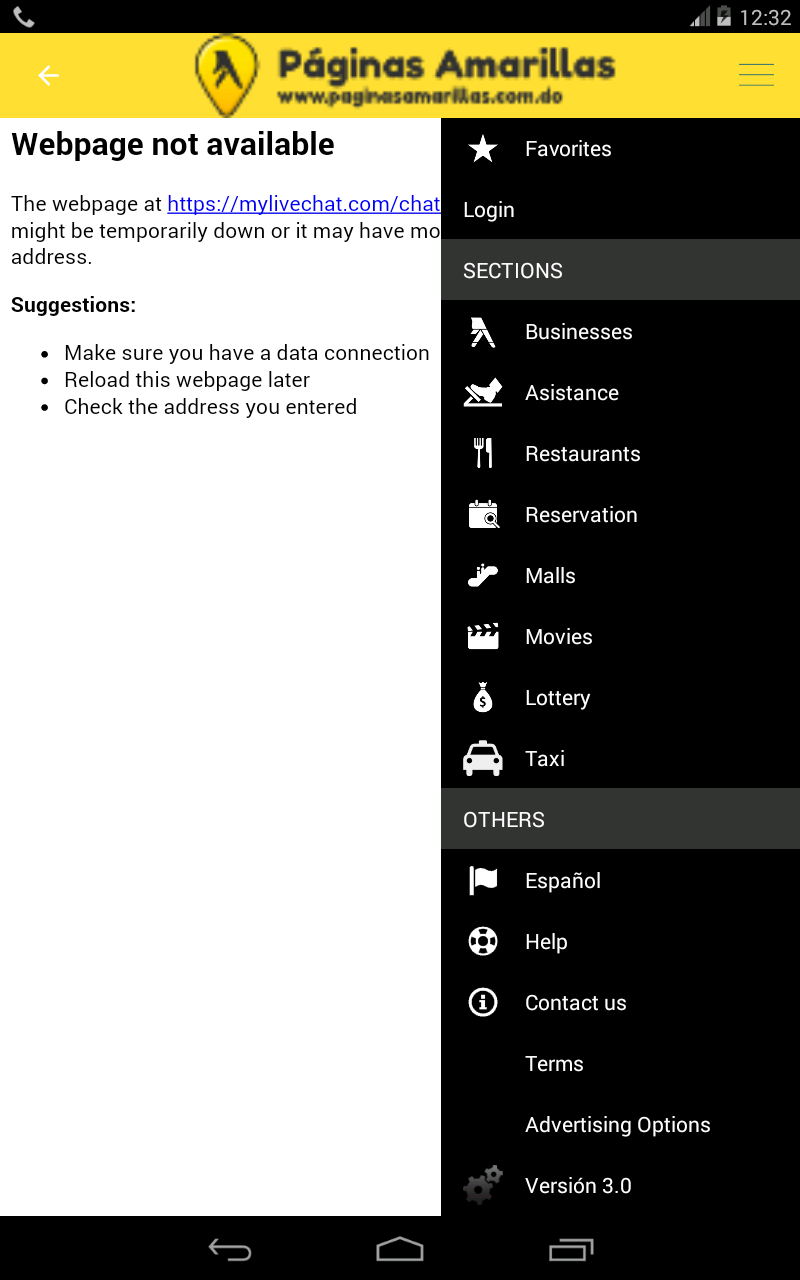 12:32
Páginas Amarillas
www.paginasamarillas.com.do
Webpage not available
The webpage at https://mylivechat.com/chat
might be temporarily down or it may have mo
address.
Suggestions:
Make sure you have a data connection
Reload this webpage later
Check the address you entered
Favorites
Login
SECTIONS
Businesses
Asistance
Restaurants
Reservation
Malls
Movies
Lottery
Taxi
OTHERS
Español
Help
Contact us
Terms
Advertising Options
Versión 3.0